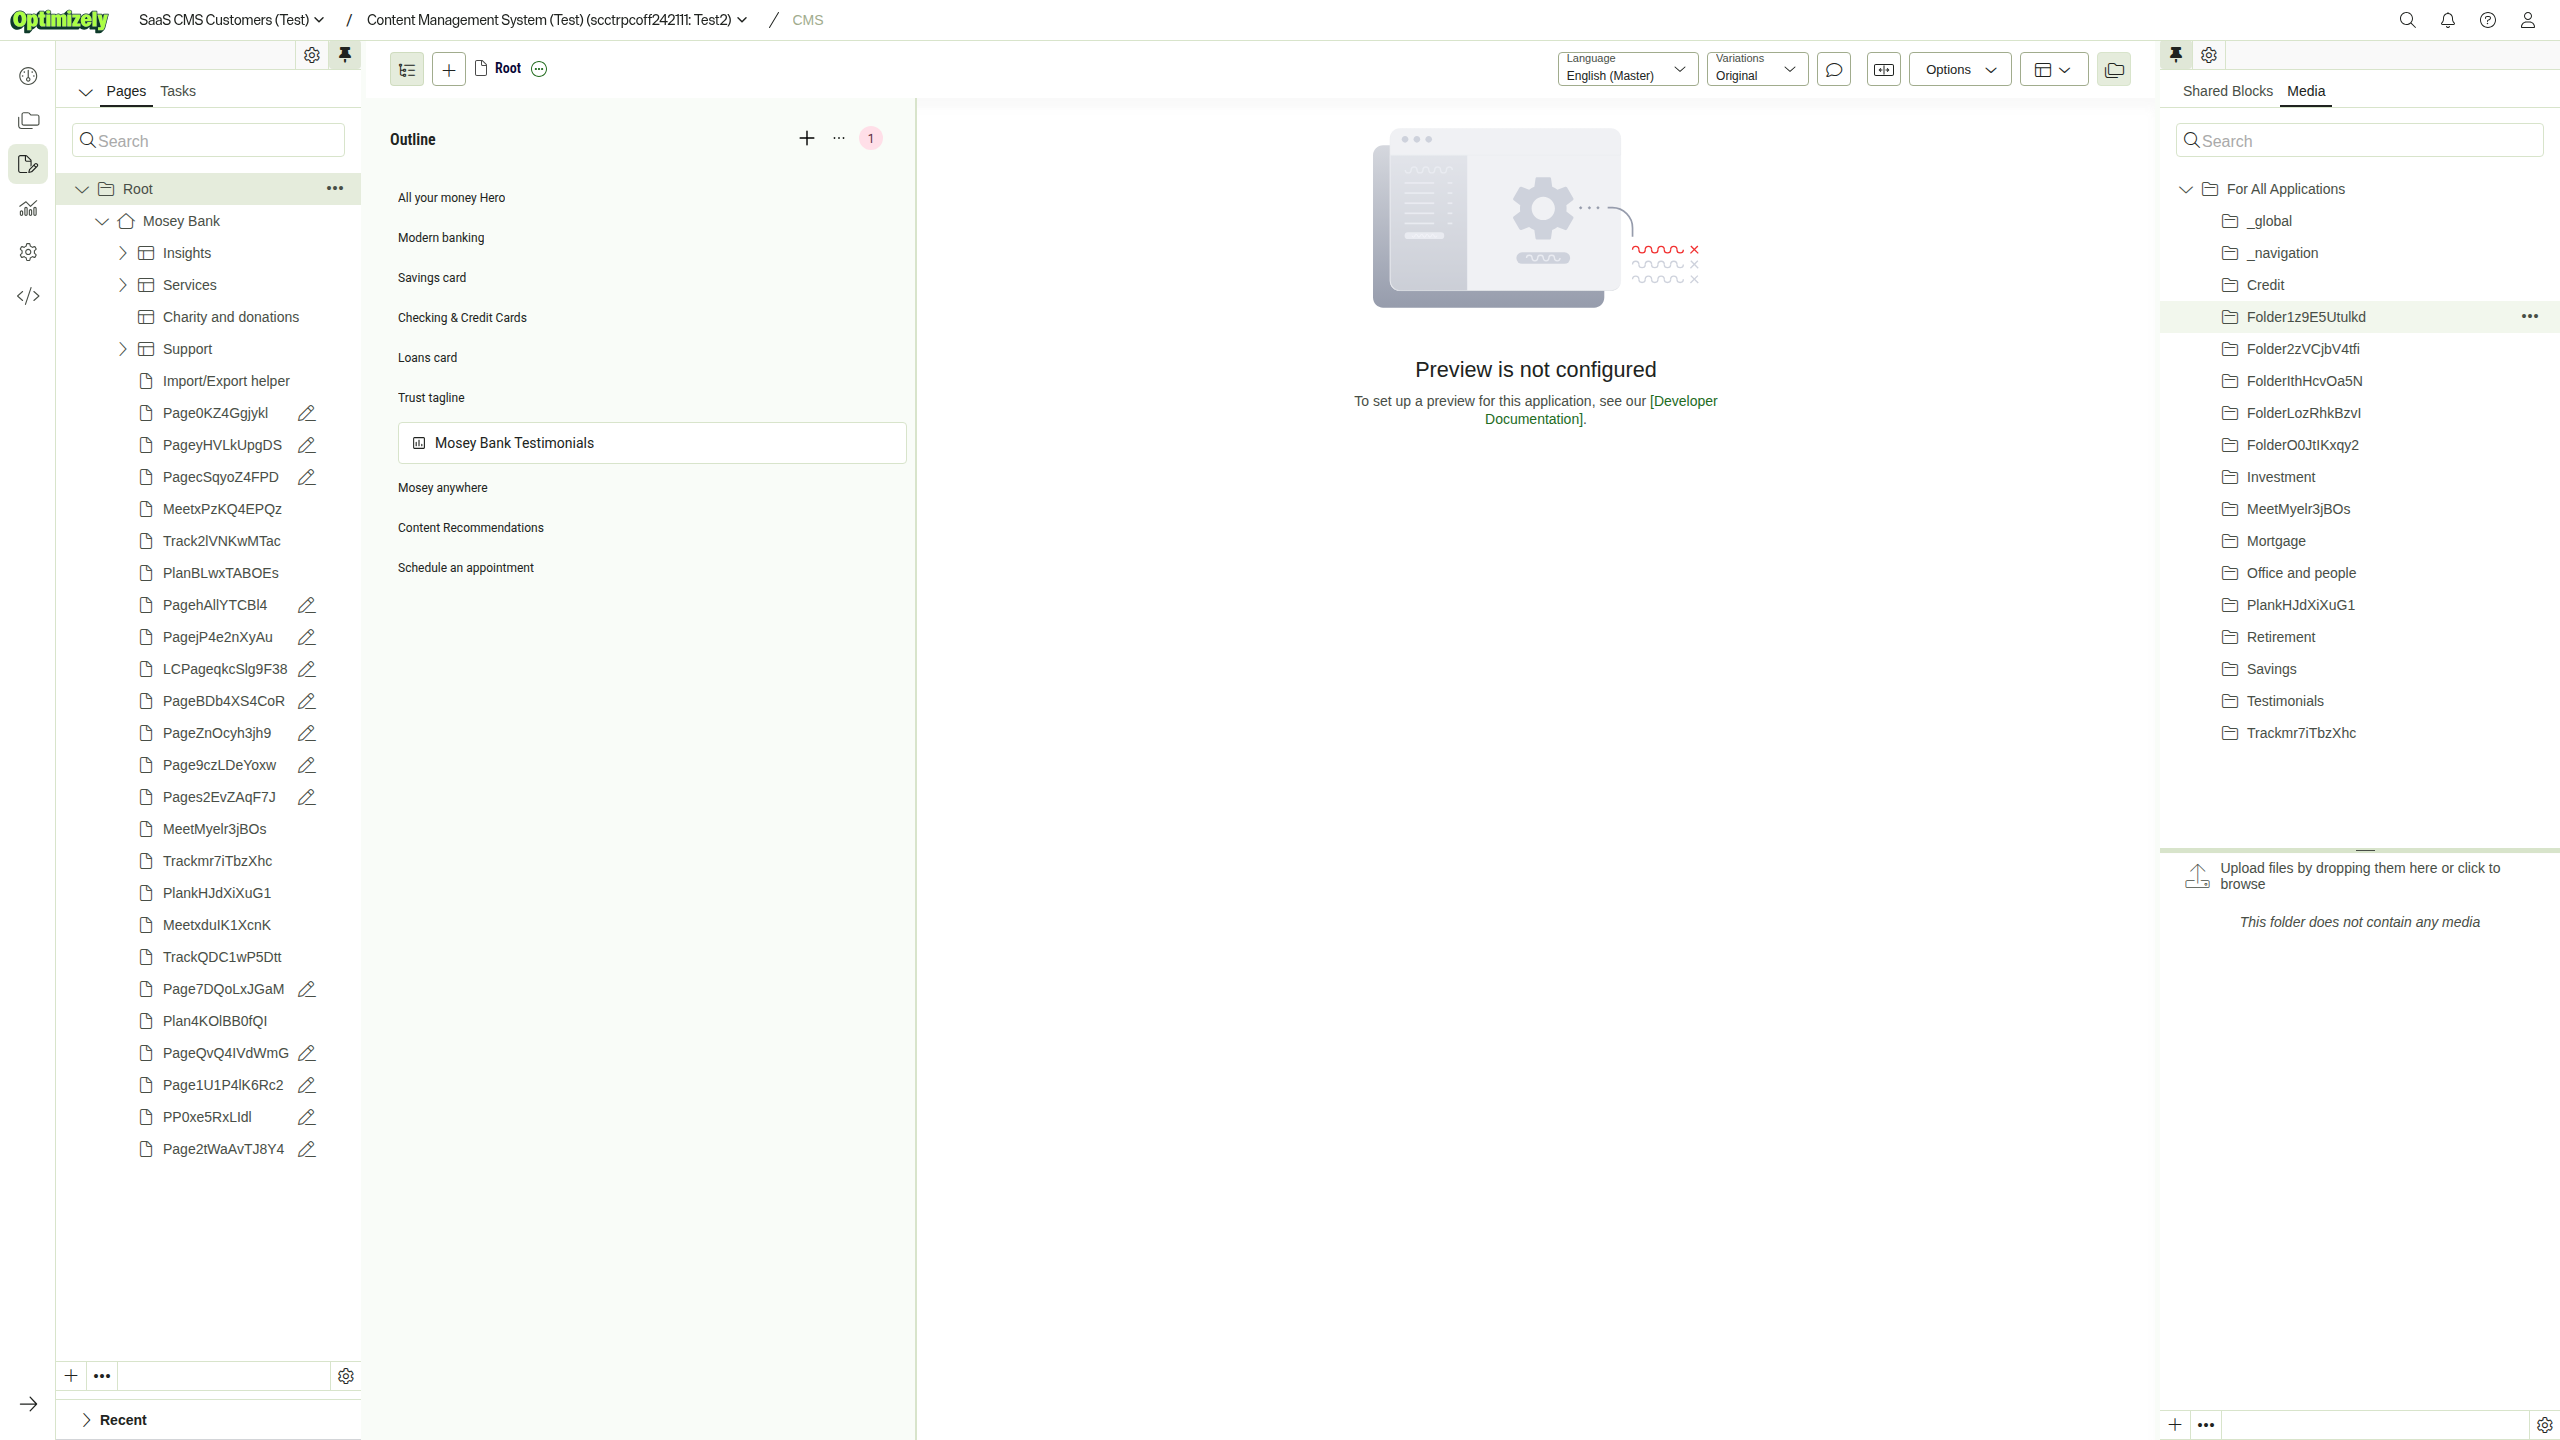 Optimizely
SaaS CMS Customers (Test) / Content Management System (Test) (scctrpcoff242111: Test2) / CMS
Pages Tasks
Search
Root
Mosey Bank
Insights
Services
Charity and donations
Support
Import/Export helper
Page0KZ4Ggjykl
PageyHVLkUpgDS
PagecSqyoZ4FPD
MeetxPzKQ4EPQz
Track2lVNKwMTac
PlanBLwxTABOEs
PagehAllYTCBl4
PagejP4e2nXyAu
LCPageqkcSlg9F38
PageBDb4XS4CoR
PageZnOcyh3jh9
Page9czLDeYoxw
Pages2EvZAqF7J
MeetMyelr3jBOs
Trackmr7iTbzXhc
PlankHJdXiXuG1
MeetxduIK1XcnK
TrackQDC1wP5Dtt
Page7DQoLxJGaM
Plan4KOlBB0fQI
PageQvQ4IVdWmG
Page1U1P4lK6Rc2
PP0xe5RxLIdl
Page2tWaAvTJ8Y4
Recent
Root
Language
English (Master)
Variations
Original
Options
Outline
1
All your money Hero
Modern banking
Savings card
Checking & Credit Cards
Loans card
Trust tagline
Mosey Bank Testimonials
Mosey anywhere
Content Recommendations
Schedule an appointment
Preview is not configured
To set up a preview for this application, see our [Developer
Documentation].
Shared Blocks Media
Search
For All Applications
_global
_navigation
Credit
Folder1z9E5Utulkd
Folder2zVCjbV4tfi
FolderIthHcvOa5N
FolderLozRhkBzvI
FolderO0JtIKxqy2
Investment
MeetMyelr3jBOs
Mortgage
Office and people
PlankHJdXiXuG1
Retirement
Savings
Testimonials
Trackmr7iTbzXhc
Upload files by dropping them here or click to
browse
This folder does not contain any media